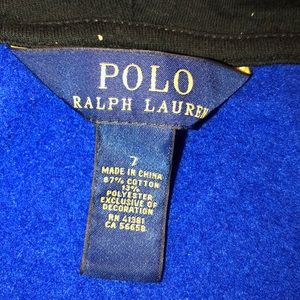 POLO
RALPH LAUREN
7
MADE IN CHINA
87% COTTON
13%
POLYESTER
EXCLUSIVE OF
DECORATION
RN 41381
CA 56658